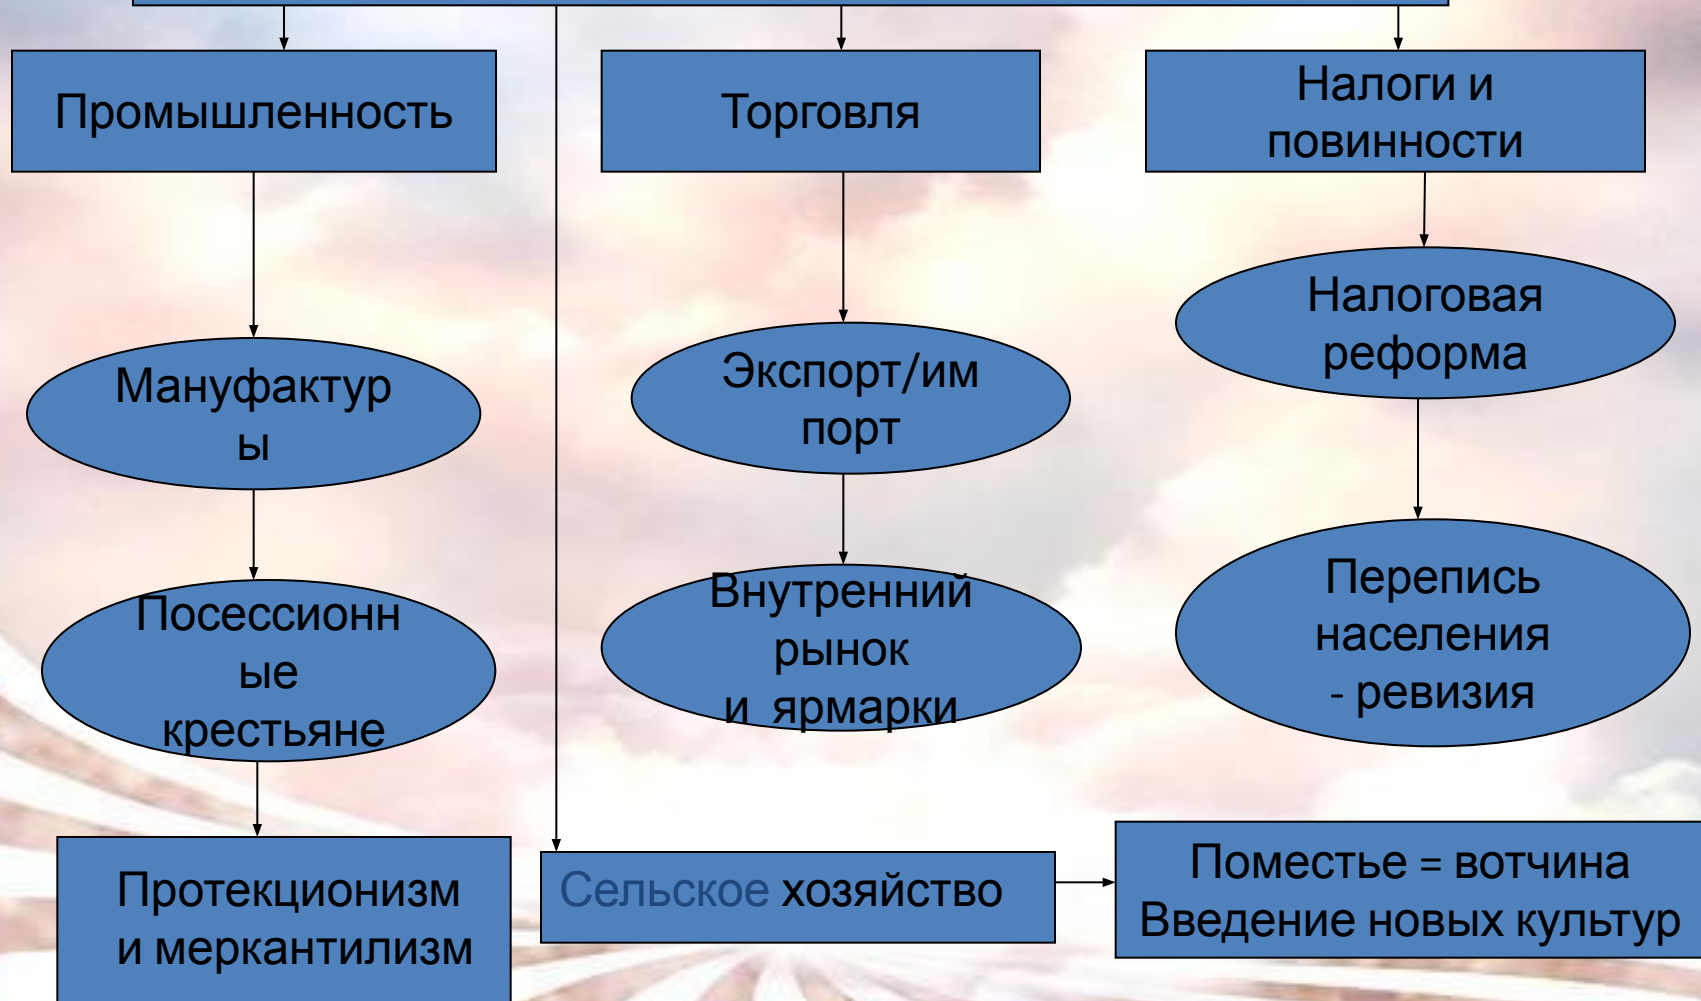 Промышленность
Торговля
Налоги и
повинности
Мануфактур
ы
Экспорт/им
порт
Налоговая
реформа
Посессионн
ые
крестьяне
Внутренний
рынок
и ярмарки
Перепись
населения
- ревизия
Протекционизм
и меркантилизм
Сельское хозяйство
Поместье = вотчина
Введение новых культур